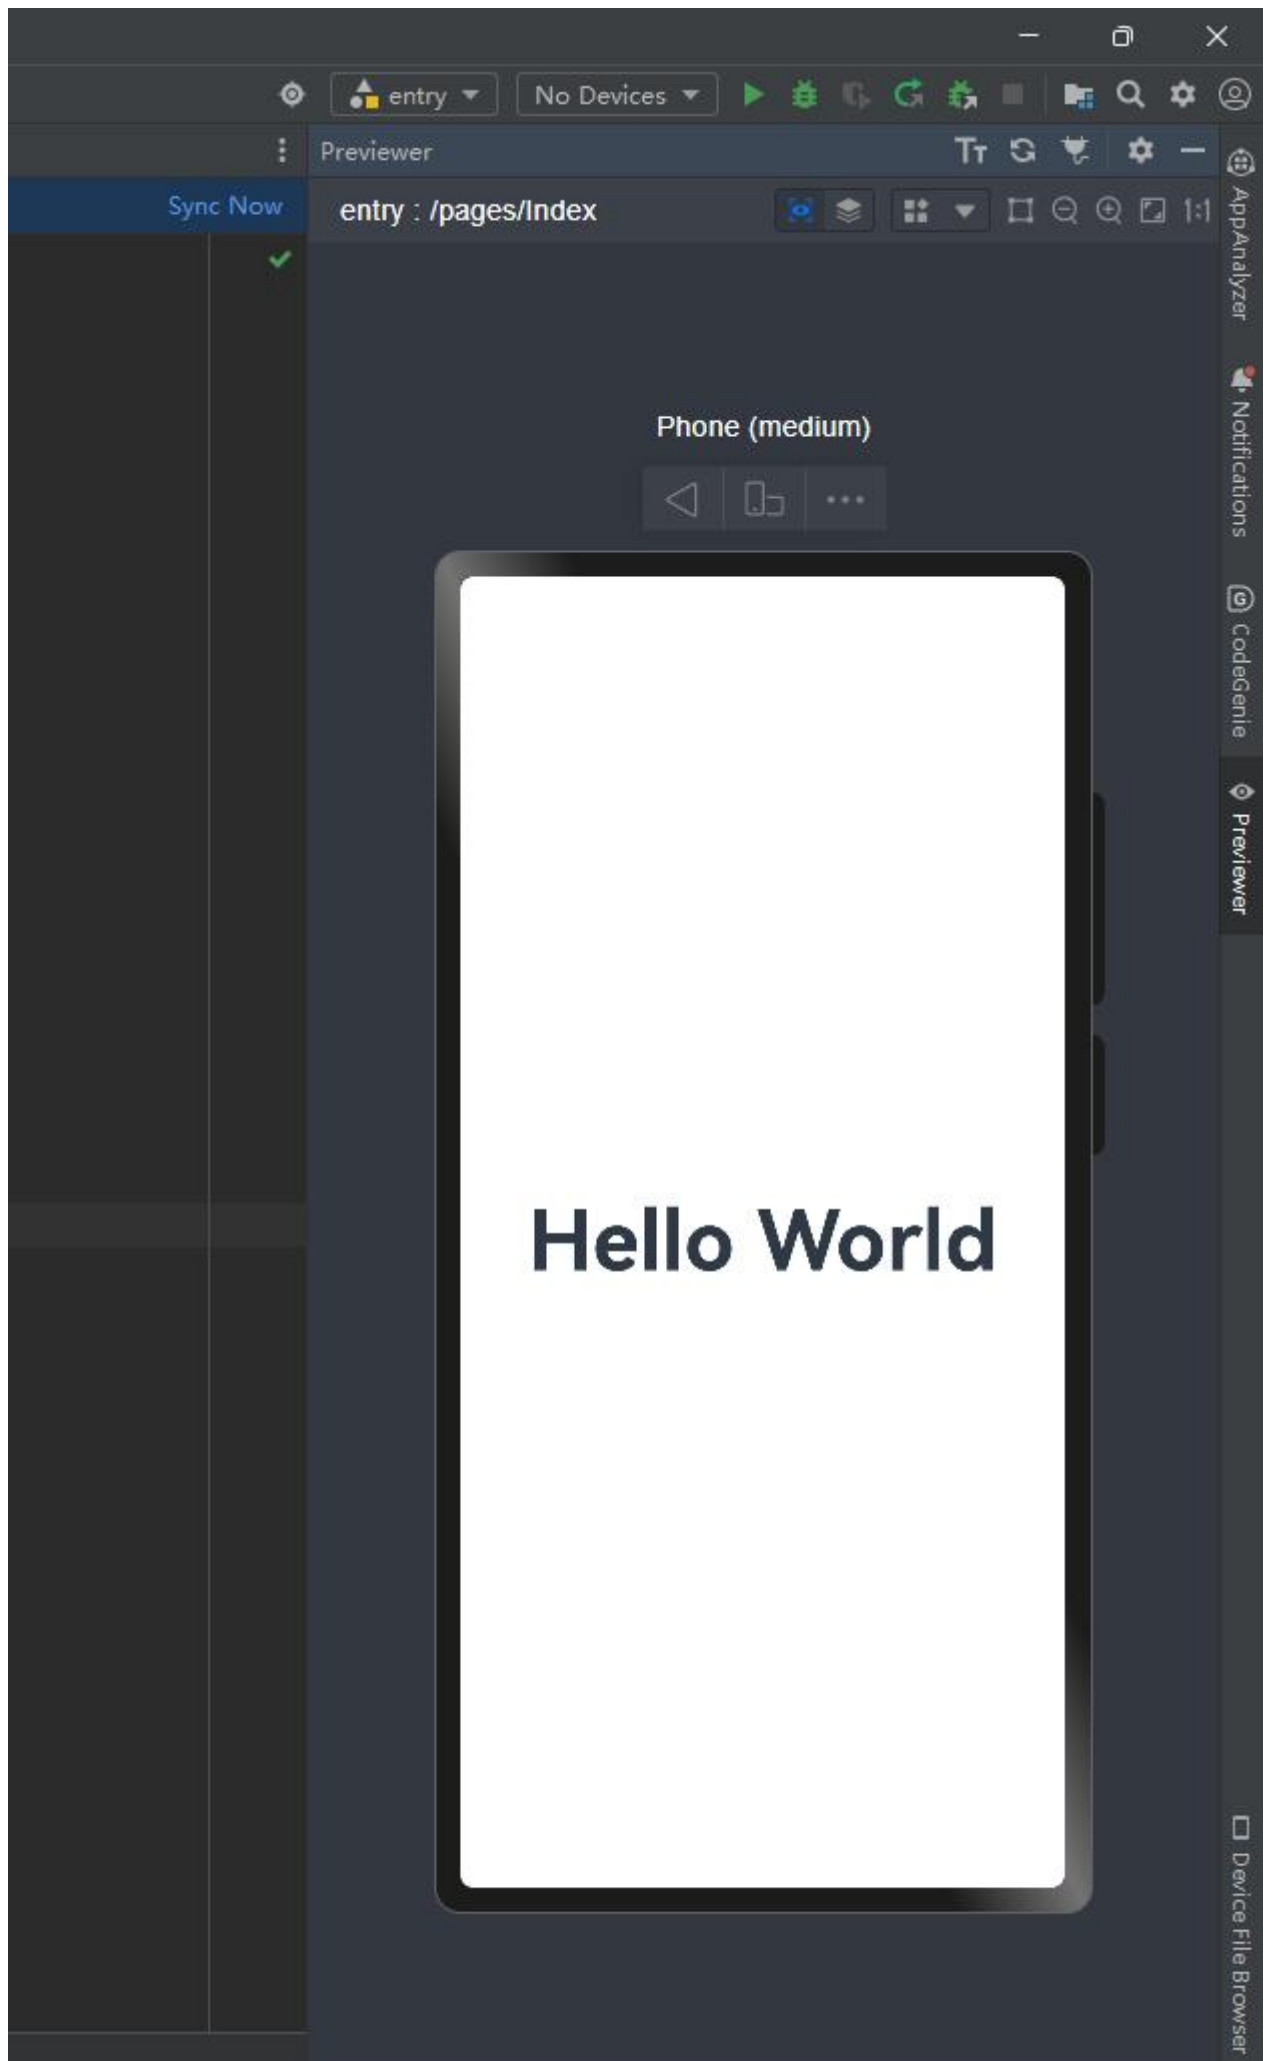 entry
No Devices
Previewer
Sync Now
entry : /pages/Index
1:1
AppAnalyzer
Notifications
CodeGenie
Previewer
Phone (medium)
Hello World
Device File Browser